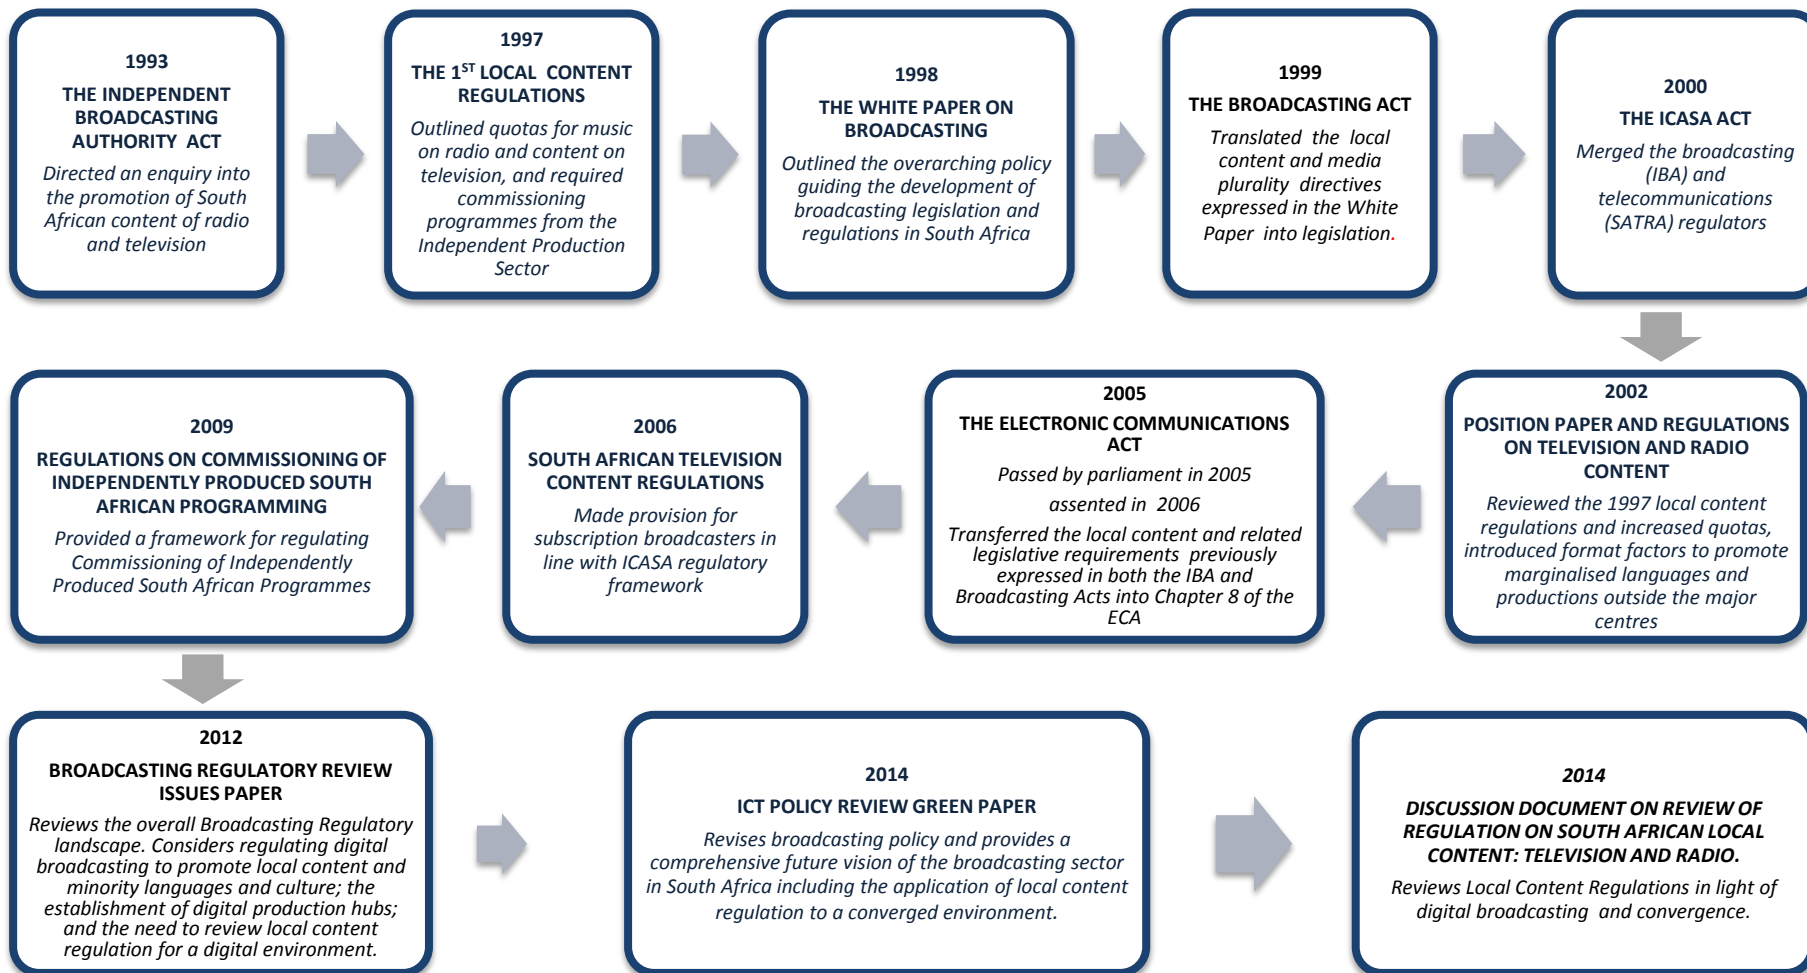 1993
THE INDEPENDENT
BROADCASTING
AUTHORITY ACT
Directed an enquiry into
the promotion of South
African content of radio
and television
1997
THE 1ST LOCAL CONTENT
REGULATIONS
Outlined quotas for music
on radio and content on
television, and required
commissioning
programmes from the
Independent Production
Sector
1998
THE WHITE PAPER ON
BROADCASTING
Outlined the overarching policy
guiding the development of
broadcasting legislation and
regulations in South Africa
1999
THE BROADCASTING ACT
Translated the local
content and media
plurality directives
expressed in the White
Paper into legislation.
2000
THE ICASA ACT
Merged the broadcasting
(IBA) and
telecommunications
(SATRA) regulators
2002
POSITION PAPER AND REGULATIONS
ON TELEVISION AND RADIO
CONTENT
Reviewed the 1997 local content
regulations and increased quotas,
introduced format factors to promote
marginalised languages and
productions outside the major
centres
2005
THE ELECTRONIC COMMUNICATIONS
ACT
Passed by parliament in 2005
assented in 2006
Transferred the local content and related
legislative requirements previously
expressed in both the IBA and
Broadcasting Acts into Chapter 8 of the
ECA
2006
SOUTH AFRICAN TELEVISION
CONTENT REGULATIONS
Made provision for
subscription broadcasters in
line with ICASA regulatory
framework
2009
REGULATIONS ON COMMISSIONING OF
INDEPENDENTLY PRODUCED SOUTH
AFRICAN PROGRAMMING
Provided a framework for regulating
Commissioning of Independently
Produced South African Programmes
2012
BROADCASTING REGULATORY REVIEW
ISSUES PAPER
Reviews the overall Broadcasting Regulatory
landscape. Considers regulating digital
broadcasting to promote local content and
minority languages and culture; the
establishment of digital production hubs;
and the need to review local content
regulation for a digital environment.
2014
ICT POLICY REVIEW GREEN PAPER
Revises broadcasting policy and provides a
comprehensive future vision of the broadcasting sector
in South Africa including the application of local content
regulation to a converged environment.
2014
DISCUSSION DOCUMENT ON REVIEW OF
REGULATION ON SOUTH AFRICAN LOCAL
CONTENT: TELEVISION AND RADIO.
Reviews Local Content Regulations in light of
digital broadcasting and convergence.